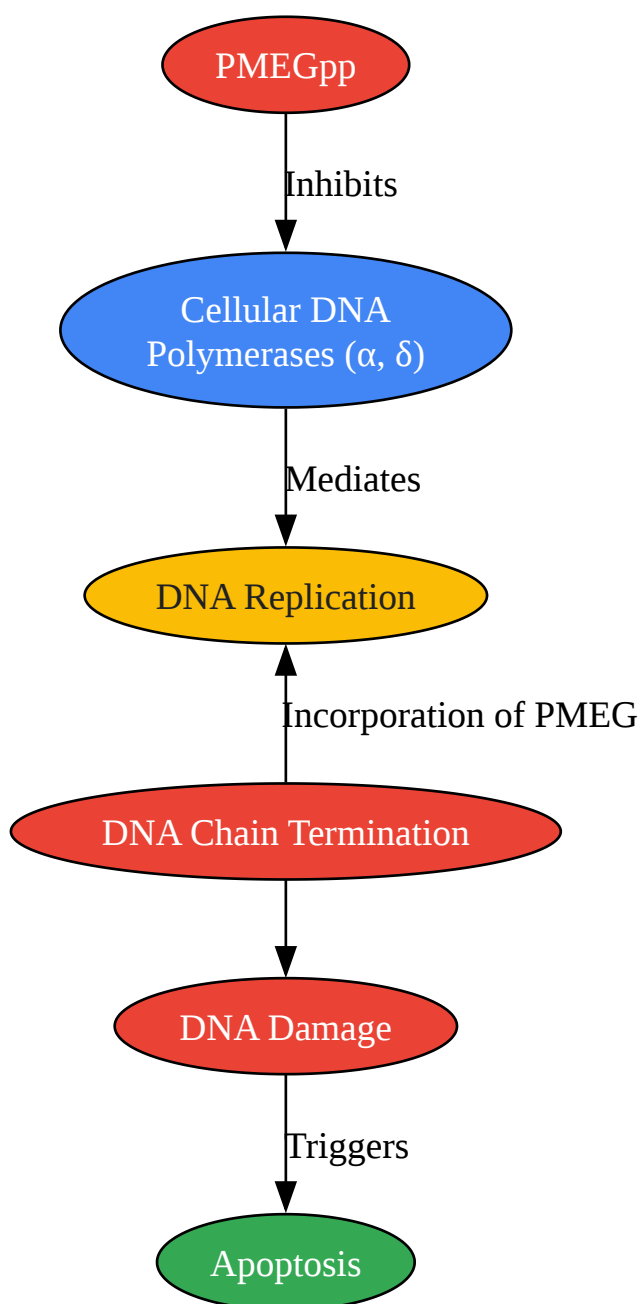 PMEGpp
Inhibits
Cellular DNA
Polymerases (α, δ)
Mediates
DNA Replication
Incorporation of PMEG
DNA Chain Termination
DNA Damage
Triggers
Apoptosis